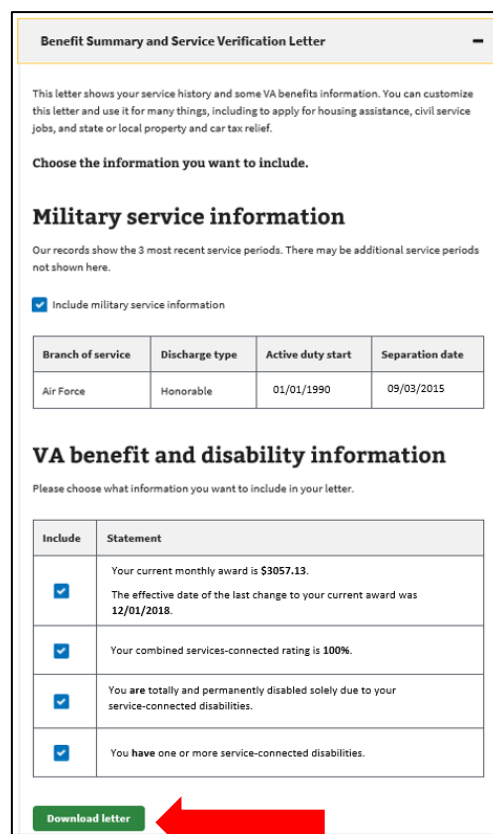 Benefit Summary and Service Verification Letter
This letter shows your service history and some VA benefits information. You can customize
this letter and use it for many things, including to apply for housing assistance, civil service
jobs, and state or local property and car tax relief.
Choose the information you want to include.
Military service information
Our records show the 3 most recent service periods. There may be additional service periods
not shown here.
Include military service information
Branch of service Discharge type Active duty start Separation date
Air Force Honorable 01/01/1990 09/03/2015
VA benefit and disability information
Please choose what information you want to include in your letter.
Include Statement
Your current monthly award is $3057.13.
The effective date of the last change to your current award was
12/01/2018.
Your combined services-connected rating is 100%.
You are totally and permanently disabled solely due to your
service-connected disabilities.
You have one or more service-connected disabilities.
Download letter